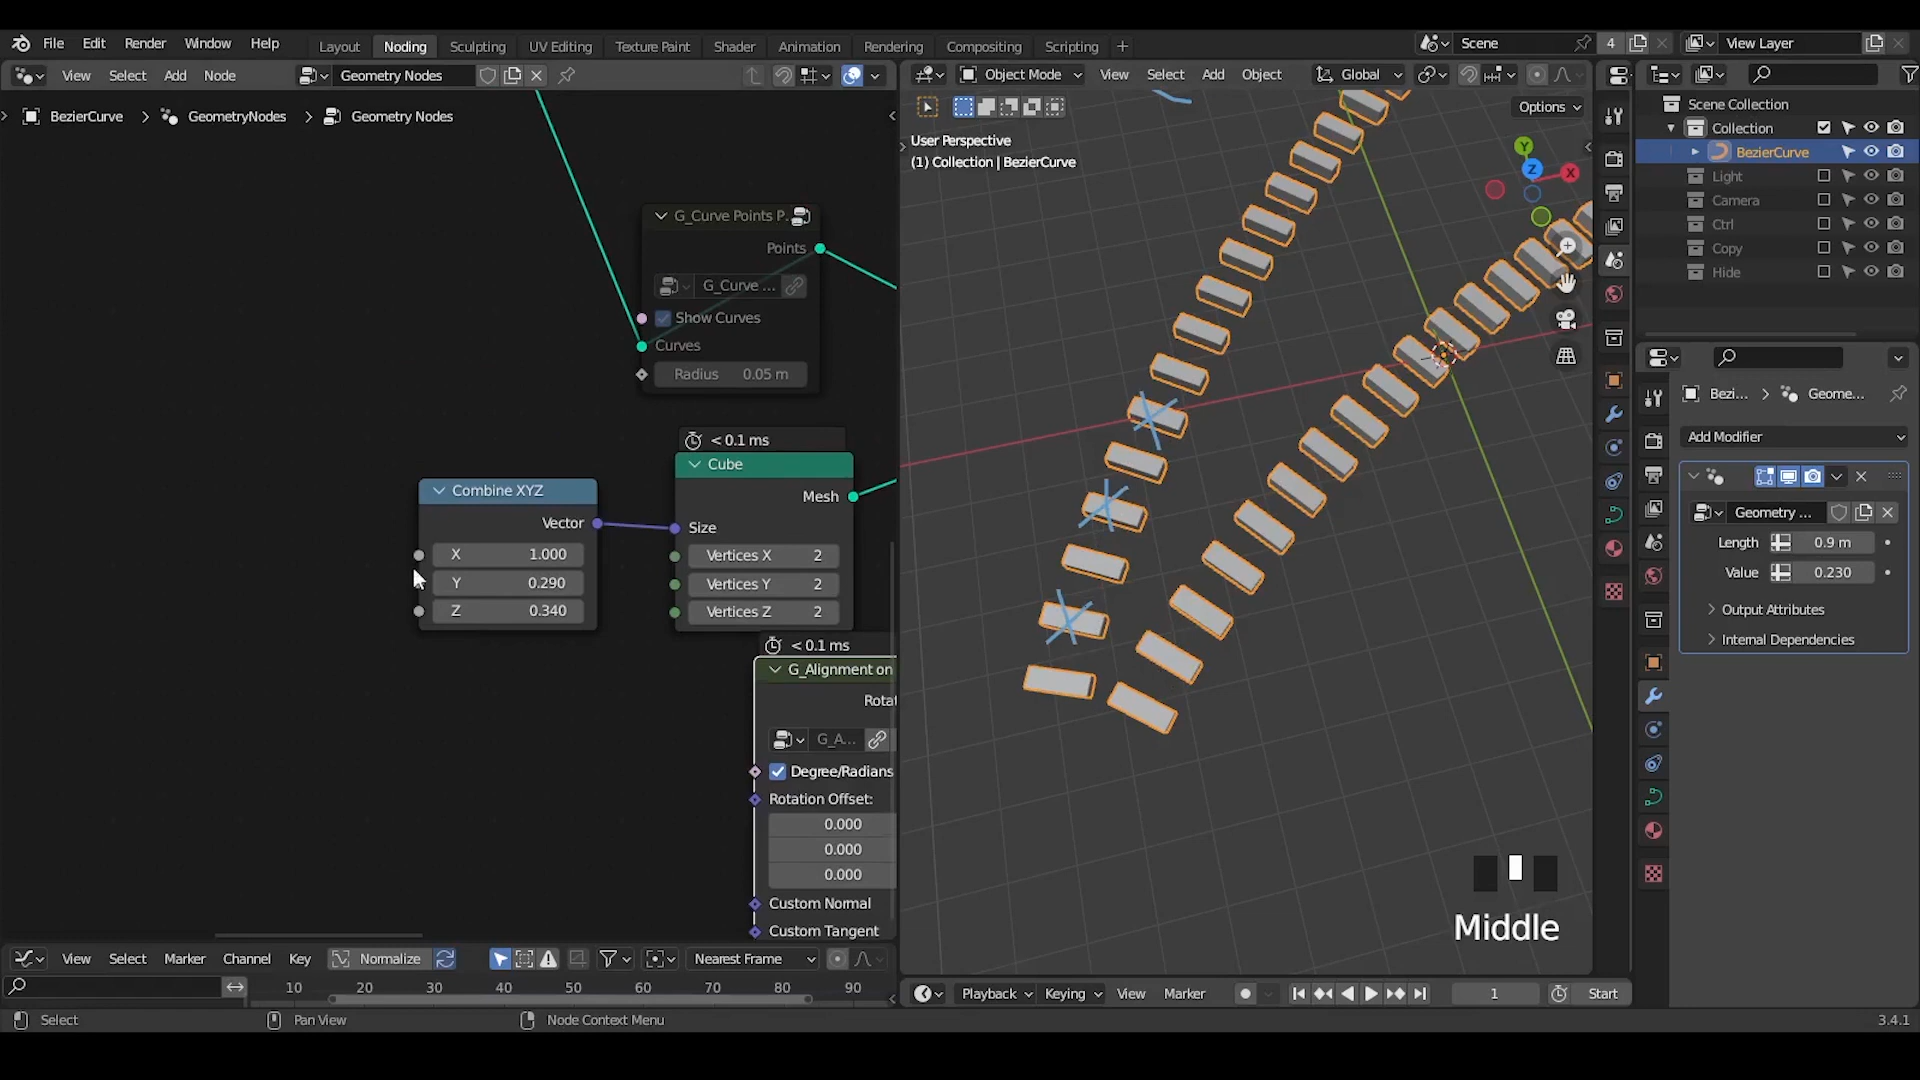 File Edit Render Window Help
Layout Noding Sculpting UV Editing Texture Paint Shader Animation Rendering Compositing Scripting
Scene 4 View Layer
View Select Add Node Geometry Nodes
Object Mode View Select Add Object Global
BezierCurve GeometryNodes Geometry Nodes
Options
User Perspective
(1) Collection | BezierCurve
Y
Z
X
G_Curve Points P.
Points
G_Curve ...
Show Curves
Curves
Radius 0.05 m
< 0.1 ms
Cube
Mesh
Size
Vertices X 2
Vertices Y 2
Vertices Z 2
Combine XYZ
Vector
X 1.000
Y 0.290
Z 0.340
< 0.1 ms
G_Alignment on
Rota
G_A...
Degree/Radians
Rotation Offset:
0.000
0.000
0.000
Custom Normal
Custom Tangent
Middle
Scene Collection
Collection
BezierCurve
Light
Camera
Ctrl
Copy
Hide
Bezi... Geome...
Add Modifier
Geometry ...
Length 0.9 m
Value 0.230
Output Attributes
Internal Dependencies
View Select Marker Channel Key Normalize Nearest Frame
10 20 30 40 50 60 70 80 90
Playback Keying View Marker 1 Start
Select Pan View Node Context Menu 3.4.1